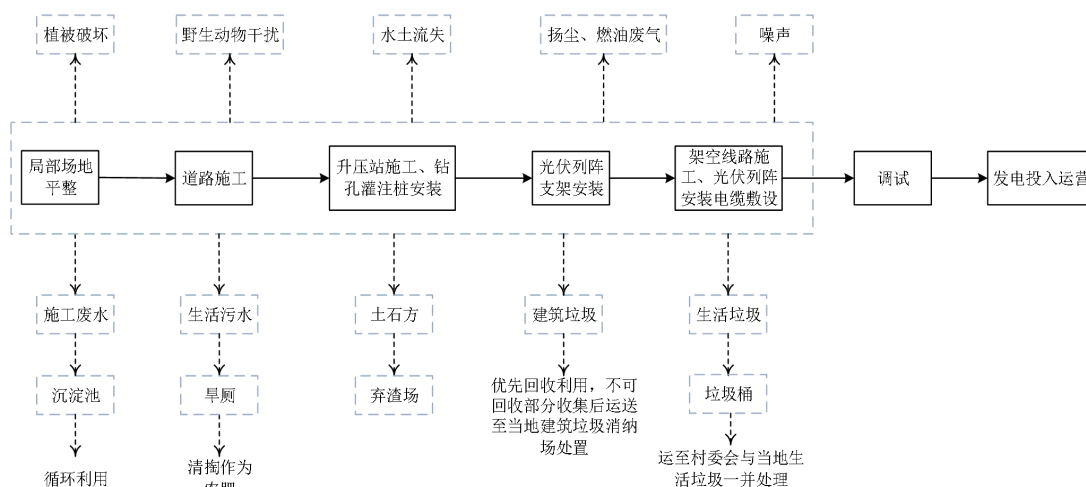 植被破坏
野生动物干扰
水土流失
扬尘、燃油废气
噪声
局部场地
平整
道路施工
升压站施工、钻
孔灌注桩安装
光伏列阵
支架安装
架空线路施
工、光伏列阵
安装电缆敷设
调试
发电投入运营
施工废水
生活污水
土石方
建筑垃圾
生活垃圾
沉淀池
旱厕
弃渣场
优先回收利用，不可
回收部分收集后运送
至当地建筑垃圾消纳
场处置
垃圾桶
循环利用
清掏作为
运至村委会与当地生
活垃圾一并处理